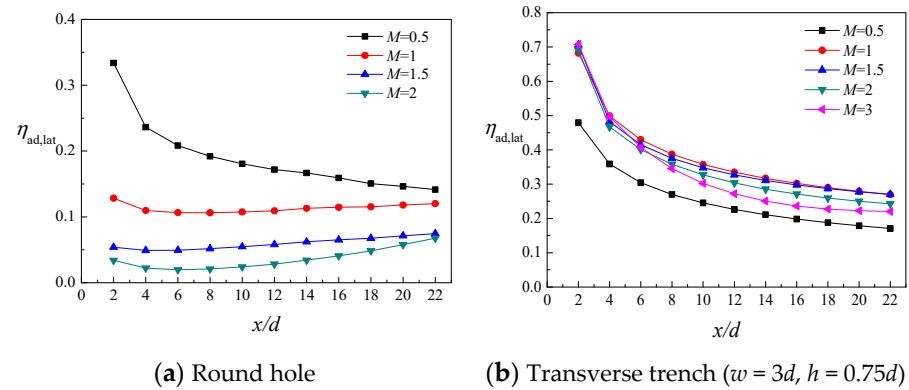 0.4
0.3
0.2
0.1
0.0
η_ad,lat
0 2 4 6 8 10 12 14 16 18 20 22
x/d
M=0.5
M=1
M=1.5
M=2
(a) Round hole
0.8
0.7
0.6
0.5
0.4
0.3
0.2
0.1
0.0
η_ad,lat
0 2 4 6 8 10 12 14 16 18 20 22
x/d
M=0.5
M=1
M=1.5
M=2
M=3
(b) Transverse trench (w = 3d, h = 0.75d)